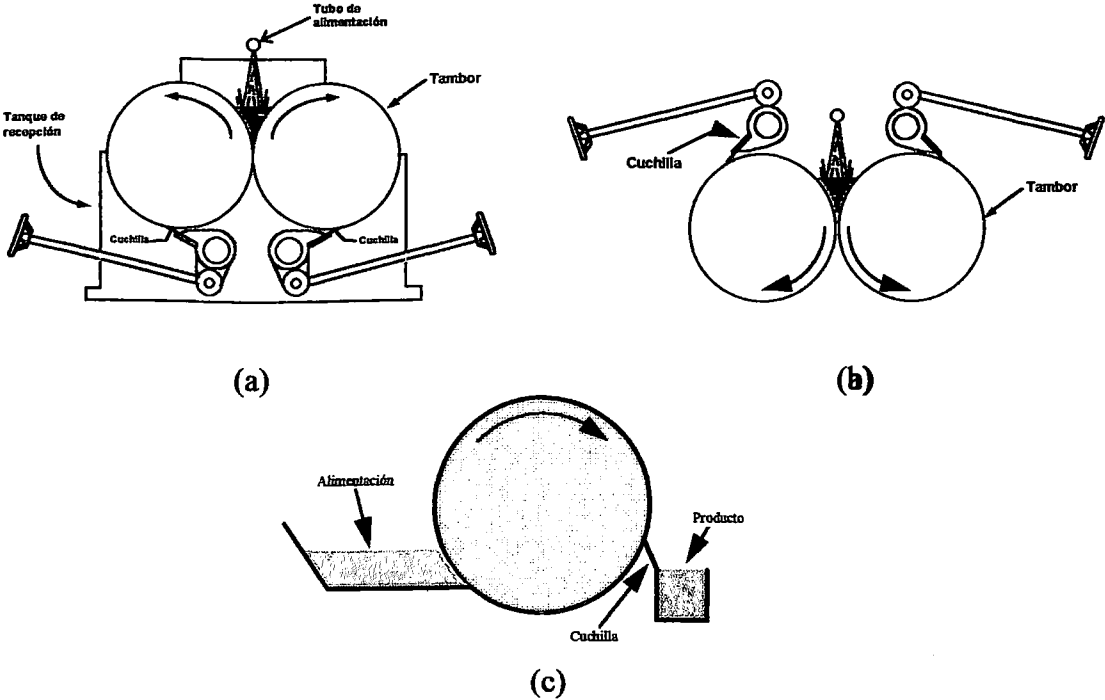 Tubo de
alimentación
Tambor
Tanque de
recepción
Cuchilla
Cuchilla
(a)
Cuchilla
Tambor
(b)
Alimentación
Producto
Cuchilla
(c)